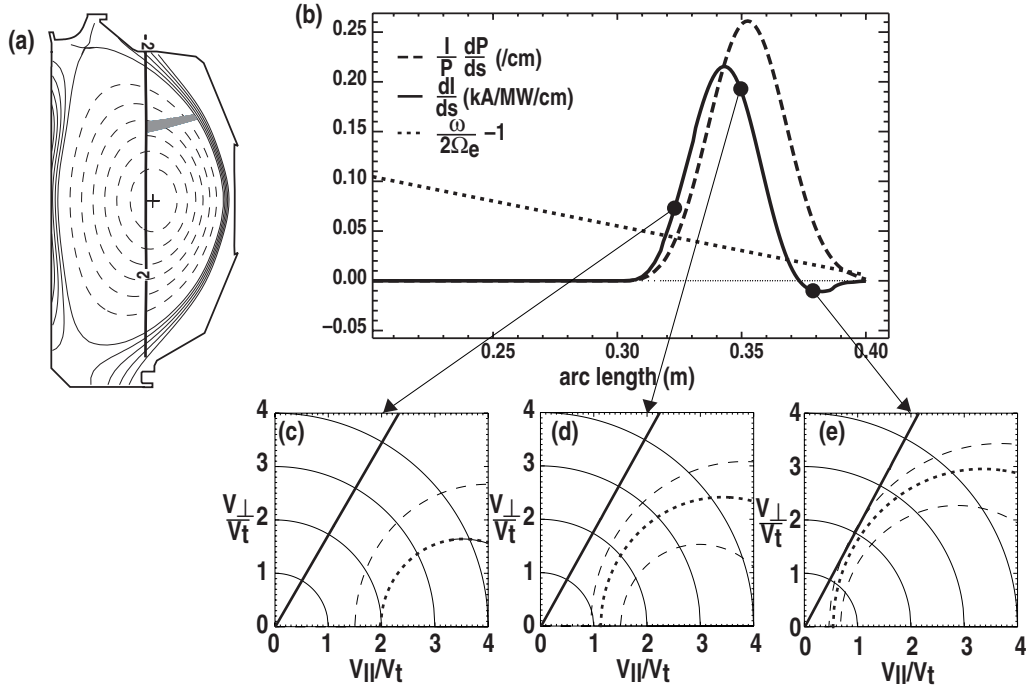 (a)
-2
2
(b)
0.25
0.20
0.15
0.10
0.05
0.00
−0.05
I/P dP/ds (/cm)
dI/ds (kA/MW/cm)
ω/2Ωe −1
0.25
0.30
0.35
0.40
arc length (m)
(c)
4
3
2
1
0
V⊥/Vt
0 1 2 3 4
V||/Vt
(d)
4
3
2
1
0
V⊥/Vt
0 1 2 3 4
V||/Vt
(e)
4
3
2
1
0
V⊥/Vt
0 1 2 3 4
V||/Vt